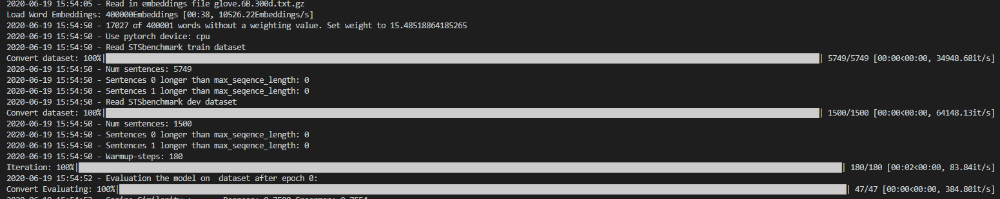 2020-06-19 15:54:05 - Read in embeddings file glove.6B.300d.txt.gz
Load Word Embeddings: 400000Embeddings [00:38, 10526.22Embeddings/s]
2020-06-19 15:54:50 - 17027 of 400001 words without a weighting value. Set weight to 15.48518864185265
2020-06-19 15:54:50 - Use pytorch device: cpu
2020-06-19 15:54:50 - Read STSbenchmark train dataset
Convert dataset: 100%| | 5749/5749 [00:00<00:00, 34948.68it/s]
2020-06-19 15:54:50 - Num sentences: 5749
2020-06-19 15:54:50 - Sentences 0 longer than max_seqence_length: 0
2020-06-19 15:54:50 - Sentences 1 longer than max_seqence_length: 0
2020-06-19 15:54:50 - Read STSbenchmark dev dataset
Convert dataset: 100%| | 1500/1500 [00:00<00:00, 64148.13it/s]
2020-06-19 15:54:50 - Num sentences: 1500
2020-06-19 15:54:50 - Sentences 0 longer than max_seqence_length: 0
2020-06-19 15:54:50 - Sentences 1 longer than max_seqence_length: 0
2020-06-19 15:54:50 - Warmup-steps: 180
Iteration: 100%| | 180/180 [00:02<00:00, 83.84it/s]
2020-06-19 15:54:52 - Evaluation the model on  dataset after epoch 0:
Convert Evaluating: 100%| | 47/47 [00:00<00:00, 384.80it/s]